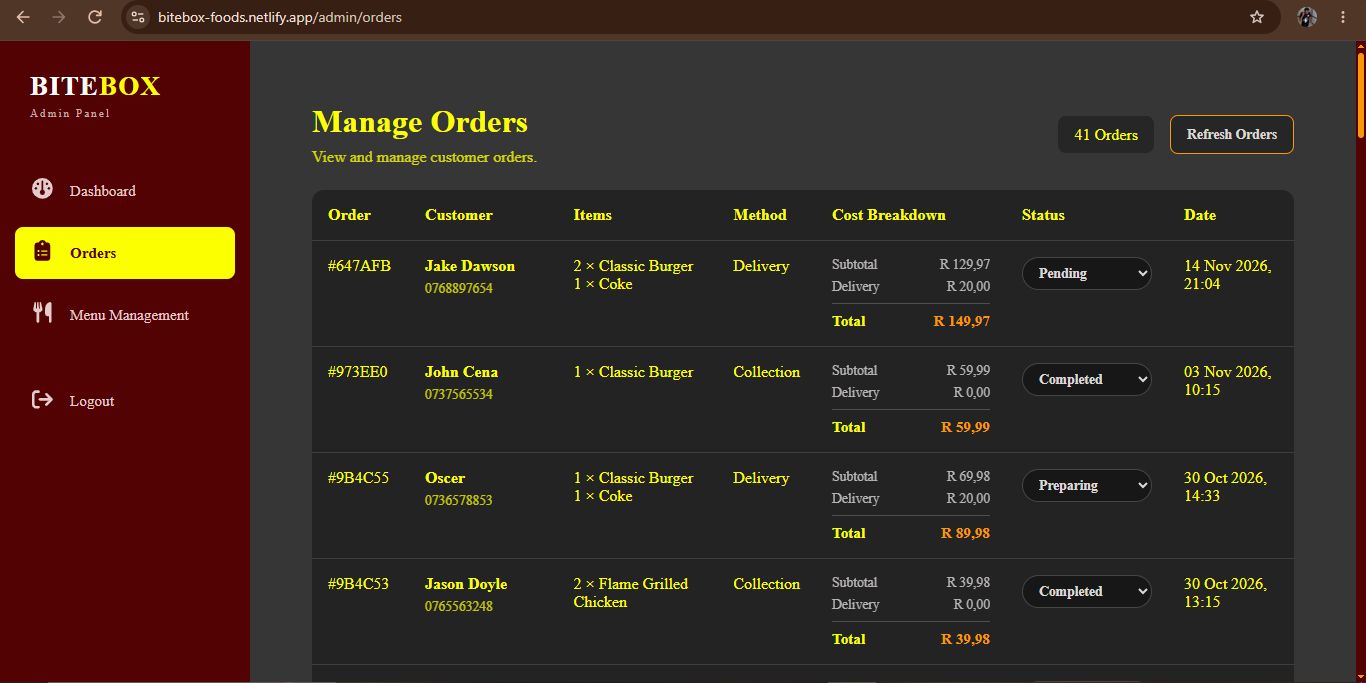 bitebox-foods.netlify.app/admin/orders
BITEBOX
Admin Panel
Dashboard
Orders
Menu Management
Logout
Manage Orders
View and manage customer orders.
41 Orders
Refresh Orders
Order Customer Items Method Cost Breakdown Status Date
#647AFB Jake Dawson 2 × Classic Burger Delivery Subtotal R 129,97 Pending 14 Nov 2026,
0768897654 1 × Coke Delivery R 20,00 21:04
Total R 149,97
#973EE0 John Cena 1 × Classic Burger Collection Subtotal R 59,99 Completed 03 Nov 2026,
0737565534 Delivery R 0,00 10:15
Total R 59,99
#9B4C55 Oscer 1 × Classic Burger Delivery Subtotal R 69,98 Preparing 30 Oct 2026,
0736578853 1 × Coke Delivery R 20,00 14:33
Total R 89,98
#9B4C53 Jason Doyle 2 × Flame Grilled Collection Subtotal R 39,98 Completed 30 Oct 2026,
0765563248 Chicken Delivery R 0,00 13:15
Total R 39,98